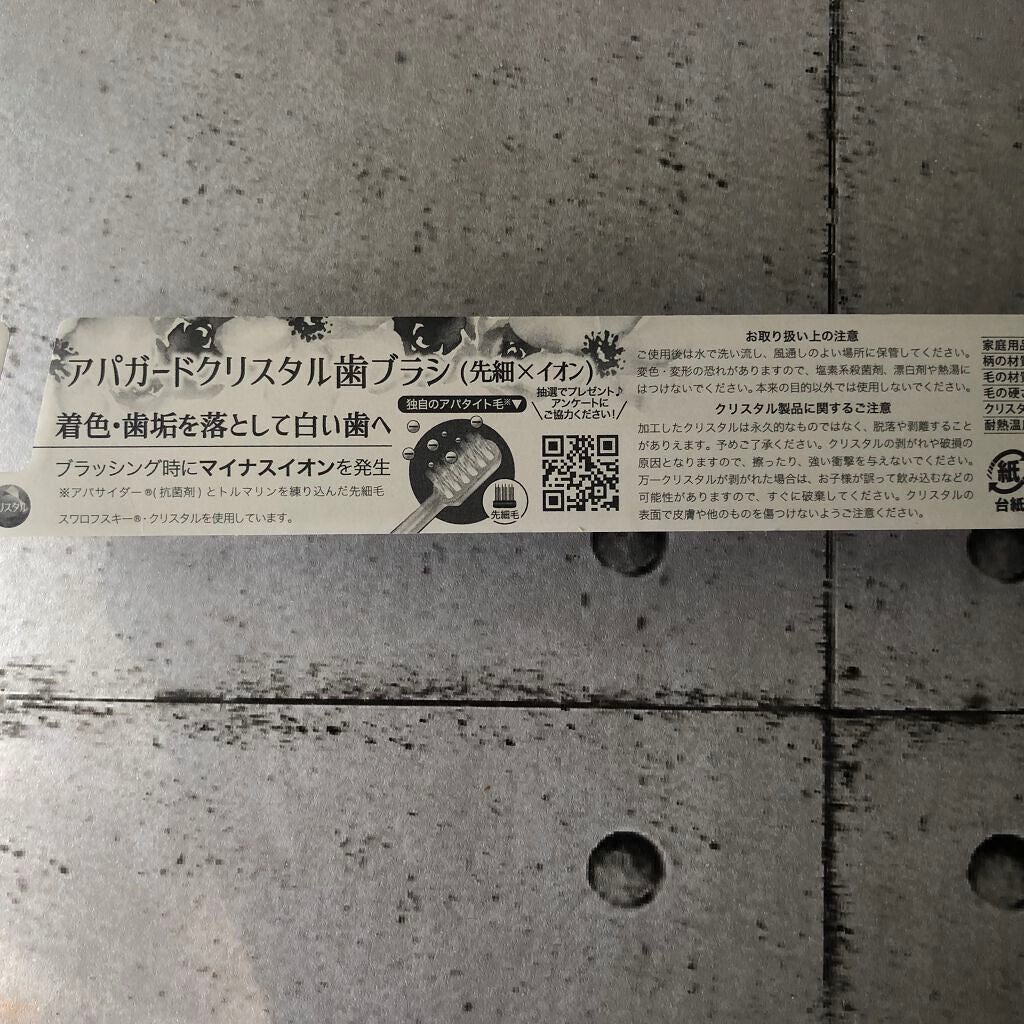 アパガードクリスタル歯ブラシ(先細×イオン)
着色・歯垢を落として白い歯へ
ブラッシング時にマイナスイオンを発生
※アパサイダー®(抗菌剤)とトルマリンを練り込んだ先細毛
スワロフスキー®・クリスタルを使用しています。
リスタル
独自のアパタイト毛※▼
先細毛
抽選でプレゼント♪
アンケートに
ご協力ください!
お取り扱い上の注意
ご使用後は水で洗い流し、風通しのよい場所に保管してください。
変色・変形の恐れがありますので、塩素系殺菌剤、漂白剤や熱湯に
はつけないでください。本来の目的以外では使用しないでください。
クリスタル製品に関するご注意
加工したクリスタルは永久的なものではなく、脱落や剥離すること
がありえます。予めご了承ください。クリスタルの剥がれや破損の
原因となりますので、擦ったり、強い衝撃を与えないでください。
万一クリスタルが剥がれた場合は、お子様が誤って飲み込むなどの
可能性がありますので、すぐに破棄してください。クリスタルの
表面で皮膚や他のものを傷つけないようご注意ください。
家庭用品
柄の材質
毛の材質
毛の硬さ
クリスタ
耐熱温度
紙
台紙